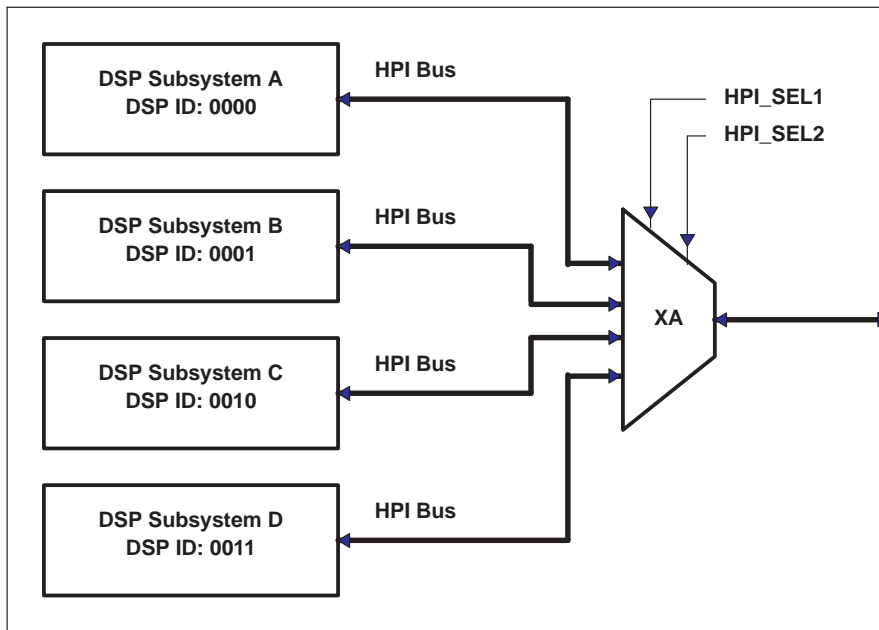 DSP Subsystem A
DSP ID: 0000
HPI Bus
HPI_SEL1
HPI_SEL2
DSP Subsystem B
DSP ID: 0001
HPI Bus
XA
DSP Subsystem C
DSP ID: 0010
HPI Bus
DSP Subsystem D
DSP ID: 0011
HPI Bus